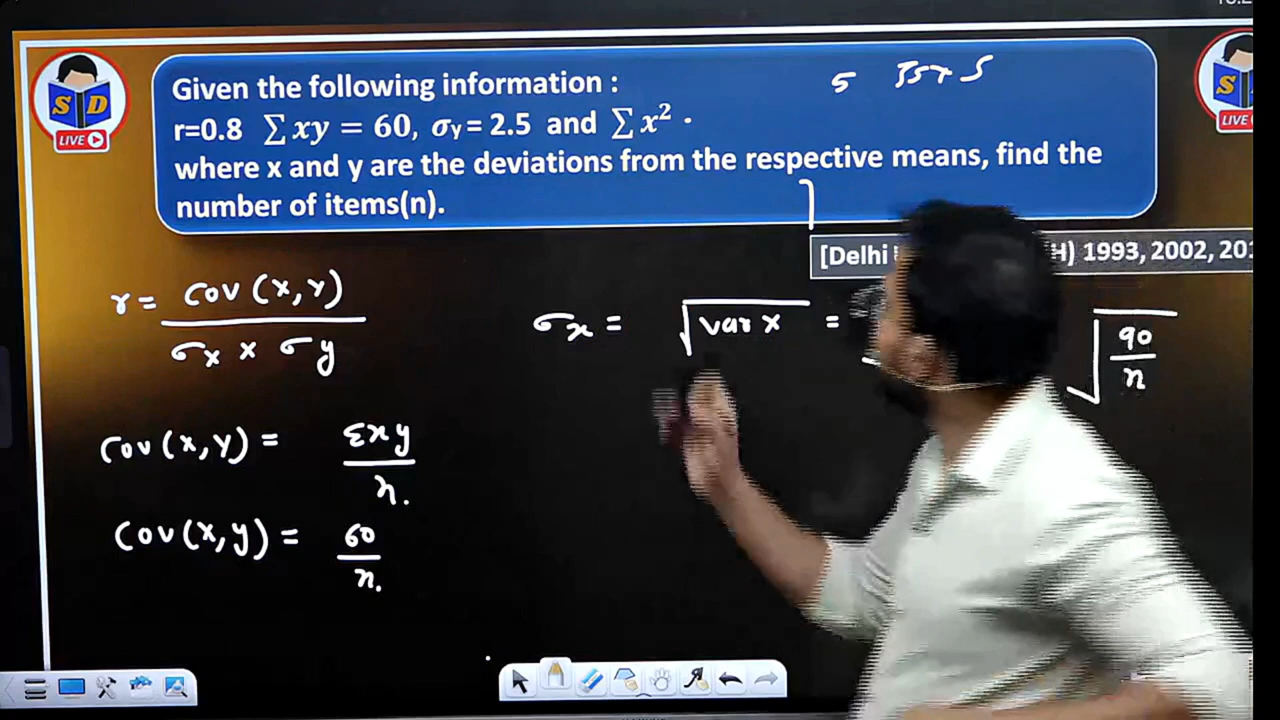 S D
LIVE
Given the following information :
r=0.8 ∑xy = 60, σY = 2.5 and ∑x² .
where x and y are the deviations from the respective means, find the
number of items(n).
5
S D
LIVE
[Delhi H) 1993, 2002, 20
r = Cov (x, y) / σx × σy
σx = √var x = √90/n
Cov (x, y) = Σxy / n.
Cov (x, y) = 60 / n.